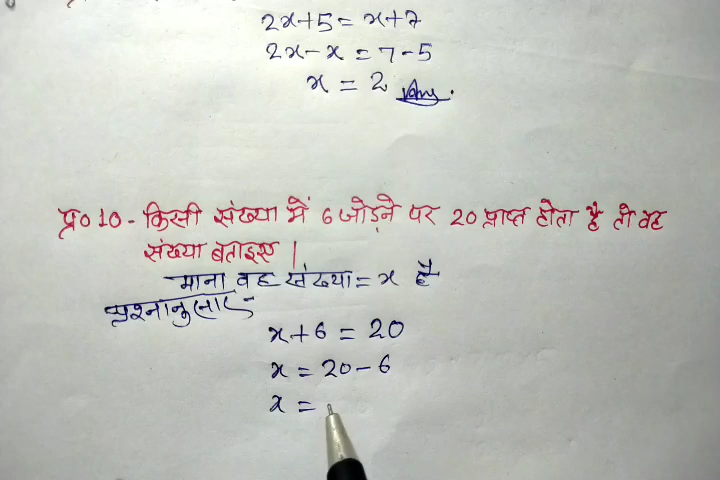 2x+5=x+7
2x-x=7-5
x=2 Ans.
प्र० 10- किसी संख्या में 6 जोड़ने पर 20 प्राप्त होता है तो वह
संख्या बताइए।
माना वह संख्या=x है
प्रश्नानुसार-
x+6=20
x=20-6
x=